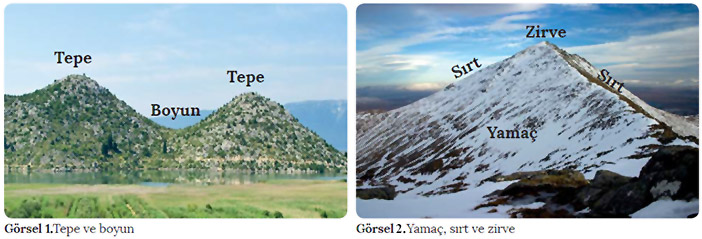 Tepe
Tepe
Boyun
Görsel 1.Tepe ve boyun
Zirve
Sırt
Sırt
Yamaç
Görsel 2.Yamaç, sırt ve zirve